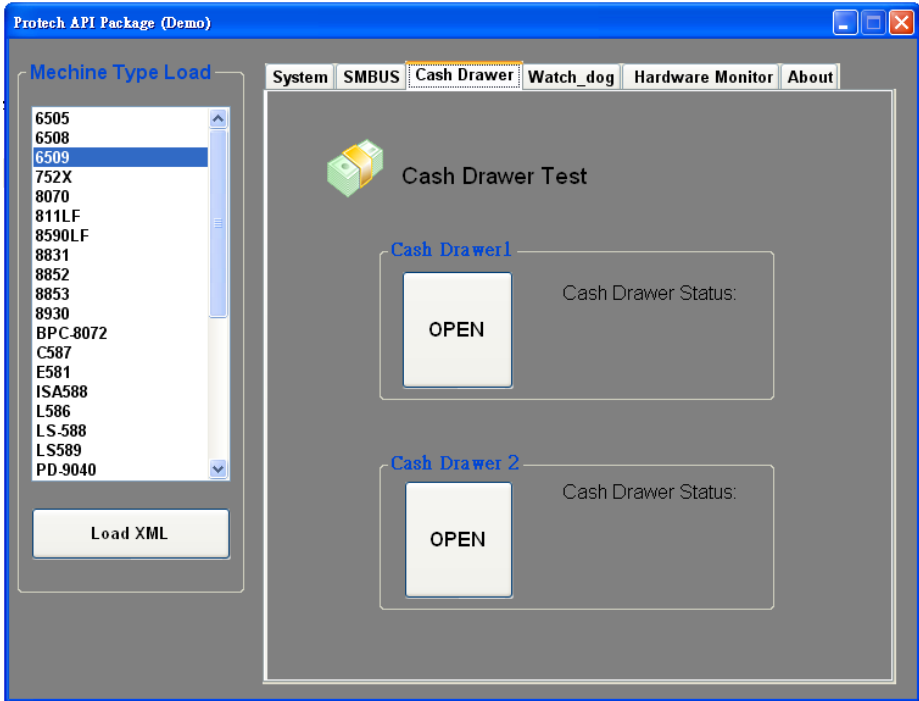 Protech API Package (Demo)
Mechine Type Load
6505
6508
6509
752X
8070
811LF
8590LF
8831
8852
8853
8930
BPC-8072
C587
E581
ISA588
L586
LS-588
LS589
PD-9040
Load XML
System SMBUS Cash Drawer Watch_dog Hardware Monitor About
Cash Drawer Test
Cash Drawer1
OPEN
Cash Drawer Status:
Cash Drawer 2
OPEN
Cash Drawer Status: